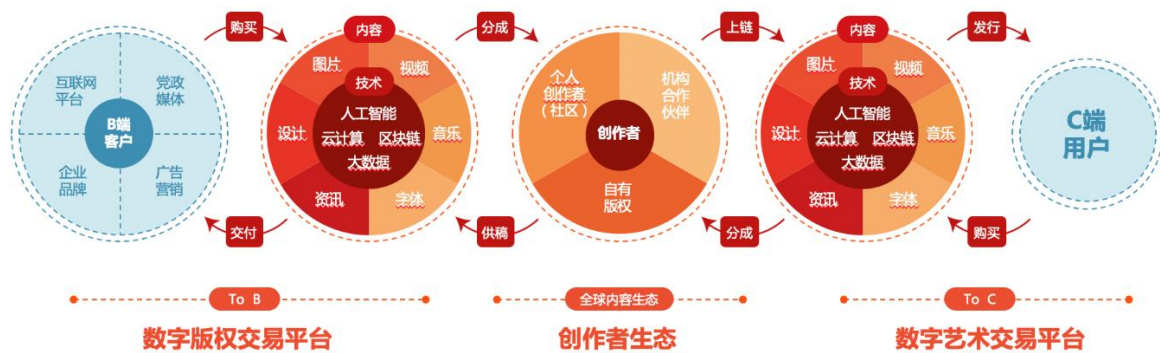 购买
内容
分成
上链
内容
发行
图片
视频
图片
视频
互联网
平台
党政
媒体
技术
个人
创作者
（社区）
机构
合作
伙伴
技术
B端
客户
设计
人工智能
云计算 区块链
大数据
音乐
创作者
设计
人工智能
云计算 区块链
大数据
音乐
C端
用户
企业
品牌
广告
营销
资讯
字体
自有
版权
资讯
字体
交付
供稿
分成
购买
To B
全球内容生态
To C
数字版权交易平台
创作者生态
数字艺术交易平台